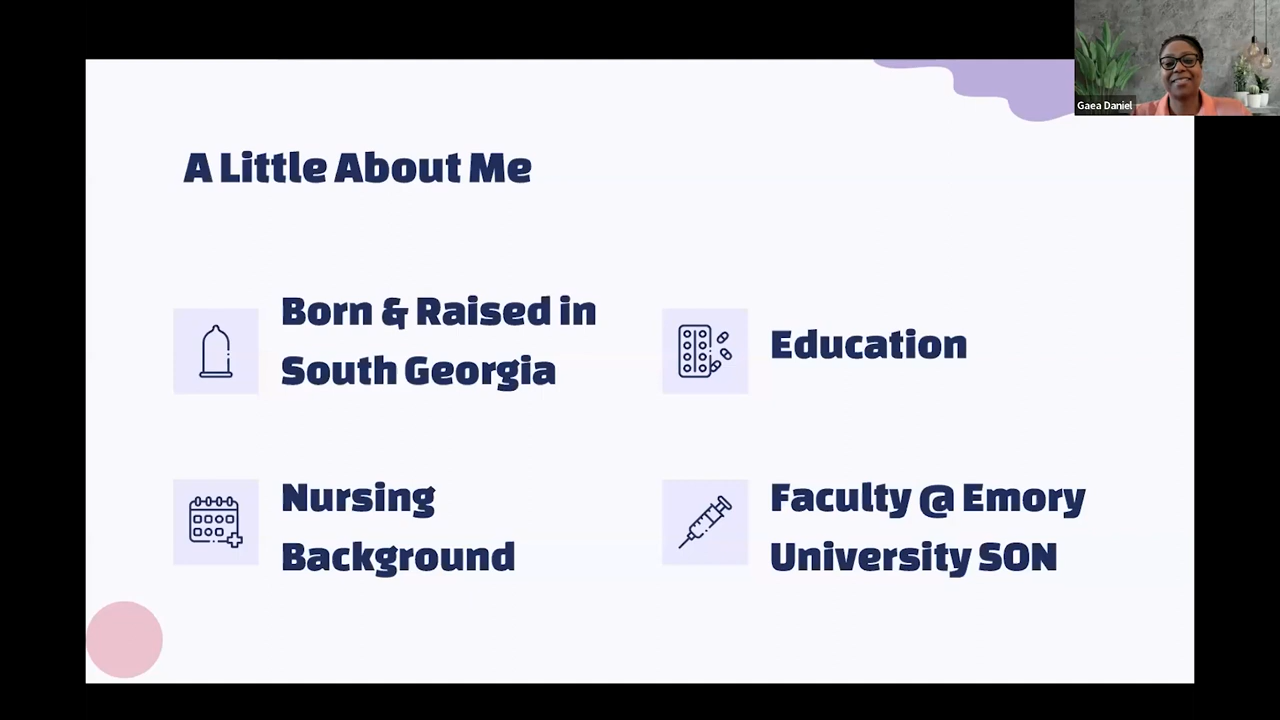 Gaea Daniel
A Little About Me
Born & Raised in
South Georgia
Education
Nursing
Background
Faculty @ Emory
University SON